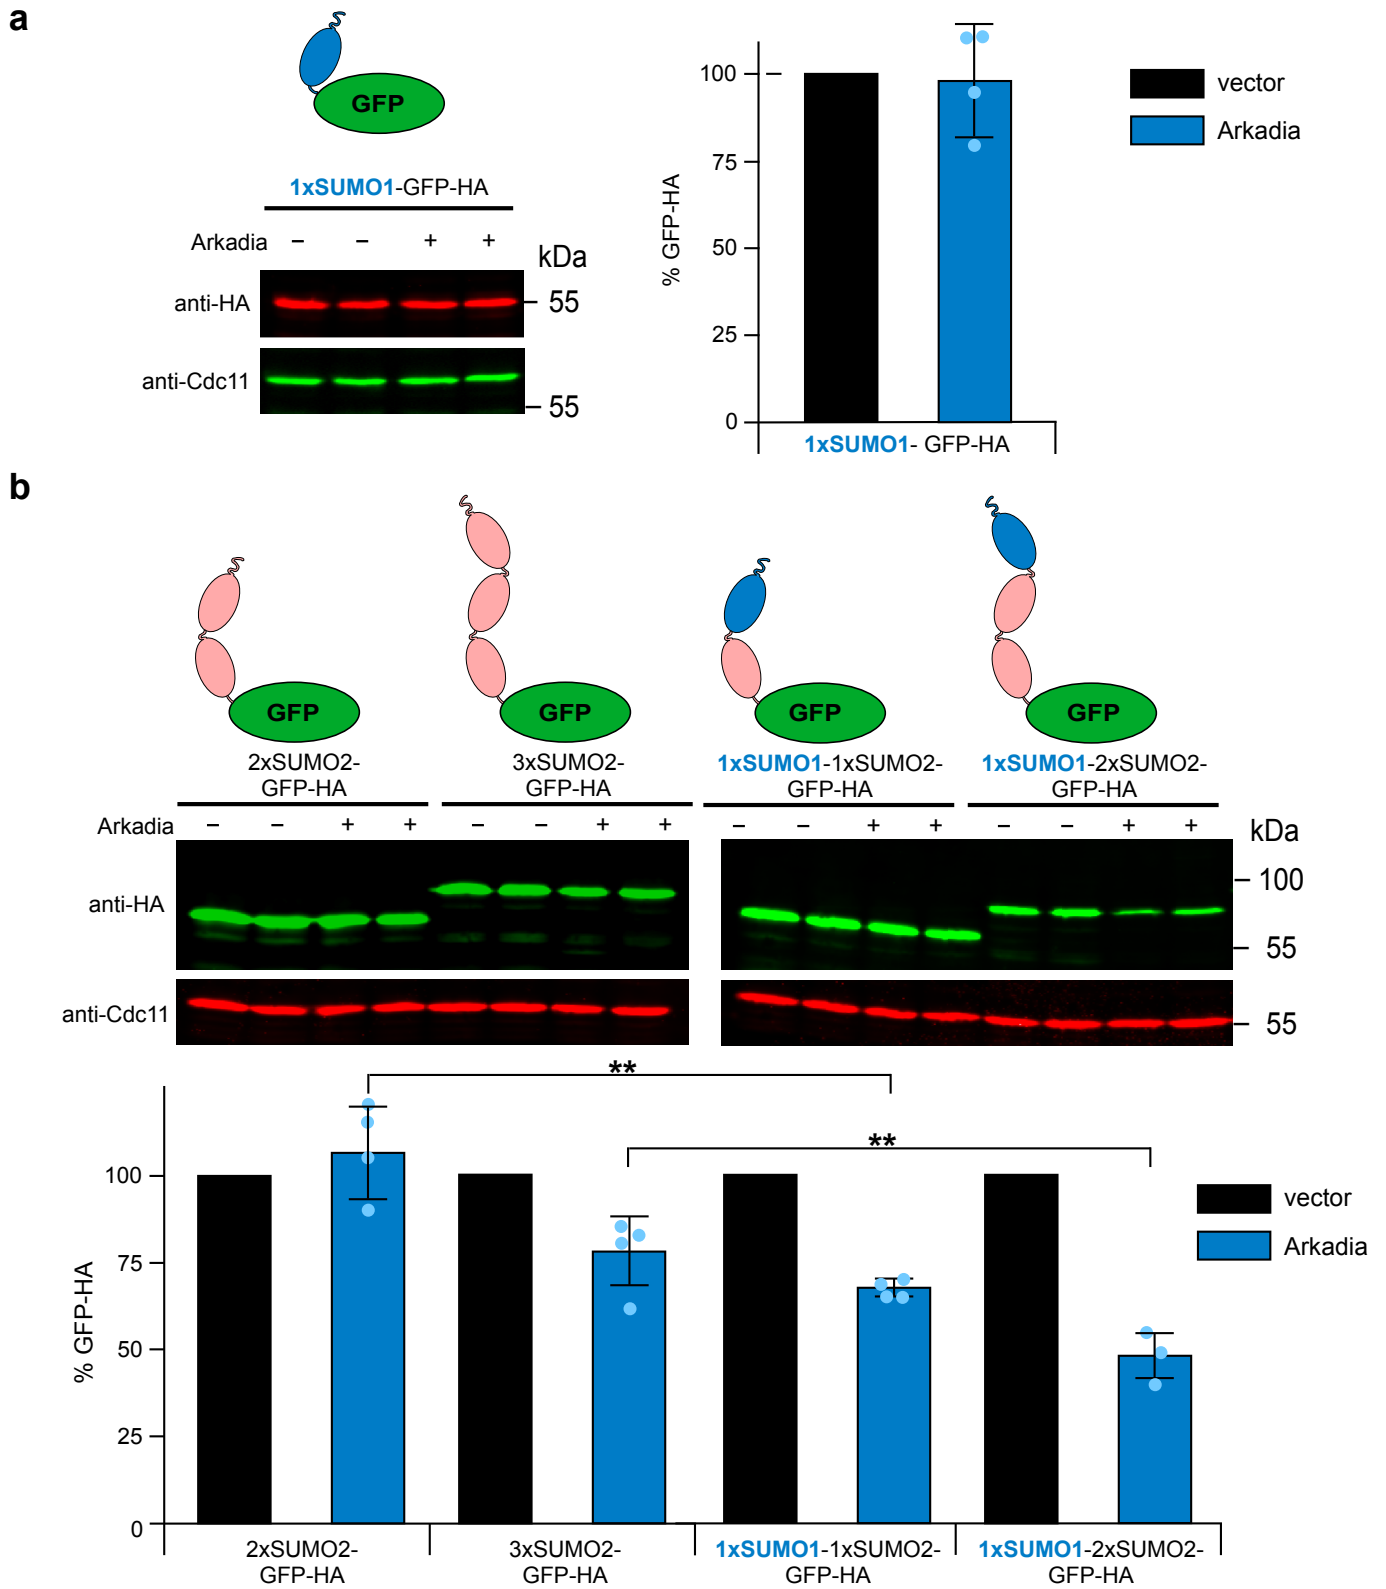 a
GFP
1xSUMO1-GFP-HA
Arkadia – – + +
kDa
anti-HA
55
anti-Cdc11
55
% GFP-HA
100
75
50
25
0
1xSUMO1- GFP-HA
vector
Arkadia
b
GFP GFP GFP GFP
2xSUMO2- 3xSUMO2- 1xSUMO1-1xSUMO2- 1xSUMO1-2xSUMO2-
GFP-HA GFP-HA GFP-HA GFP-HA
Arkadia – – + + – – + + – – + + – – + +
kDa
100
anti-HA
55
anti-Cdc11
55
**
**
% GFP-HA
100
75
50
25
0
vector
Arkadia
2xSUMO2- 3xSUMO2- 1xSUMO1-1xSUMO2- 1xSUMO1-2xSUMO2-
GFP-HA GFP-HA GFP-HA GFP-HA